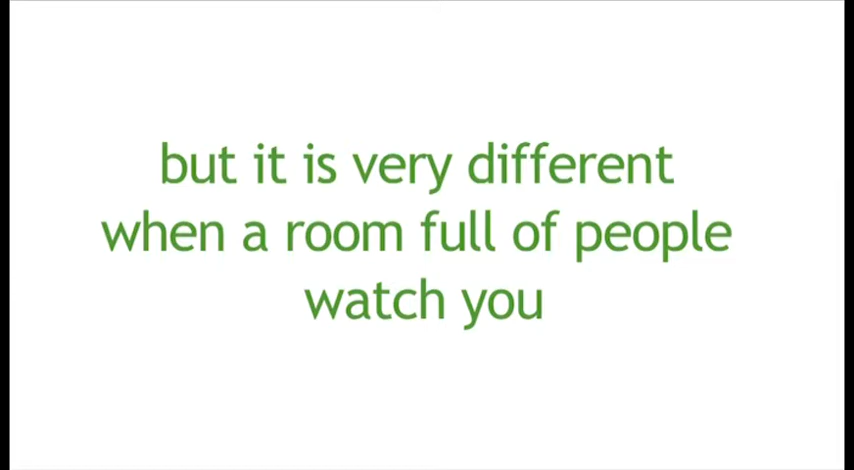 but it is very different
when a room full of people
watch you